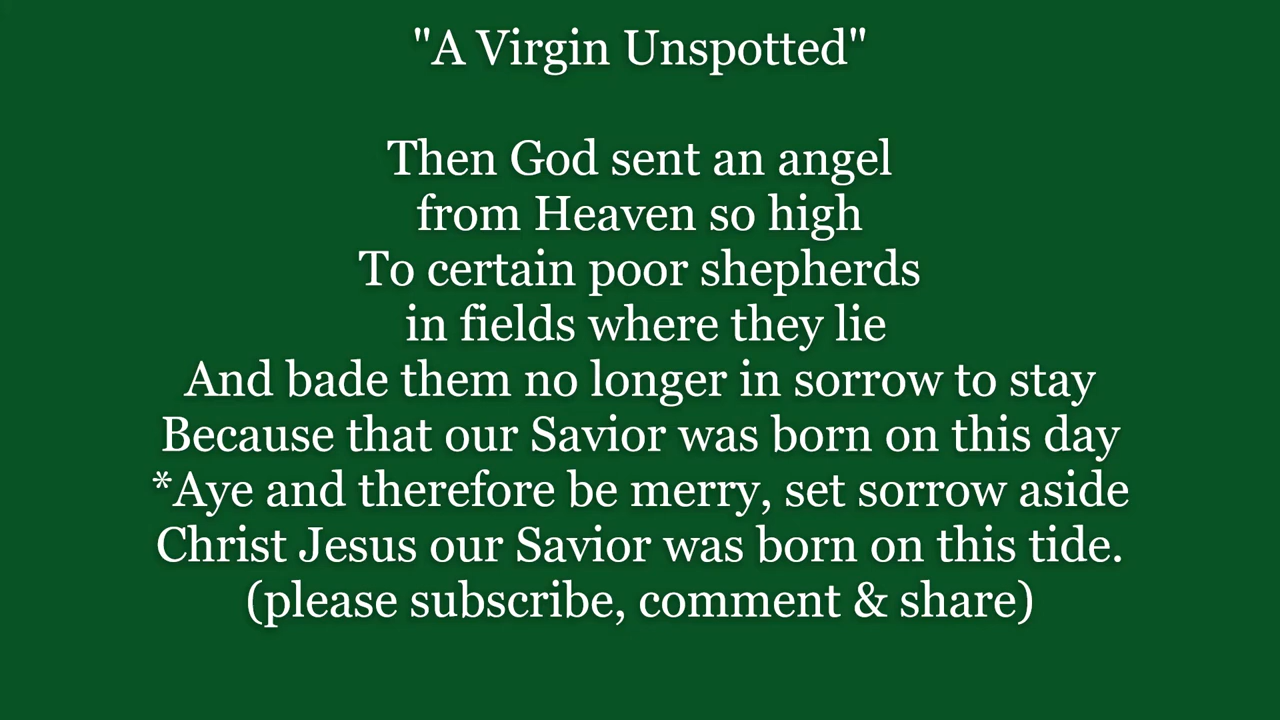 "A Virgin Unspotted"
Then God sent an angel
from Heaven so high
To certain poor shepherds
in fields where they lie
And bade them no longer in sorrow to stay
Because that our Savior was born on this day
*Aye and therefore be merry, set sorrow aside
Christ Jesus our Savior was born on this tide.
(please subscribe, comment & share)